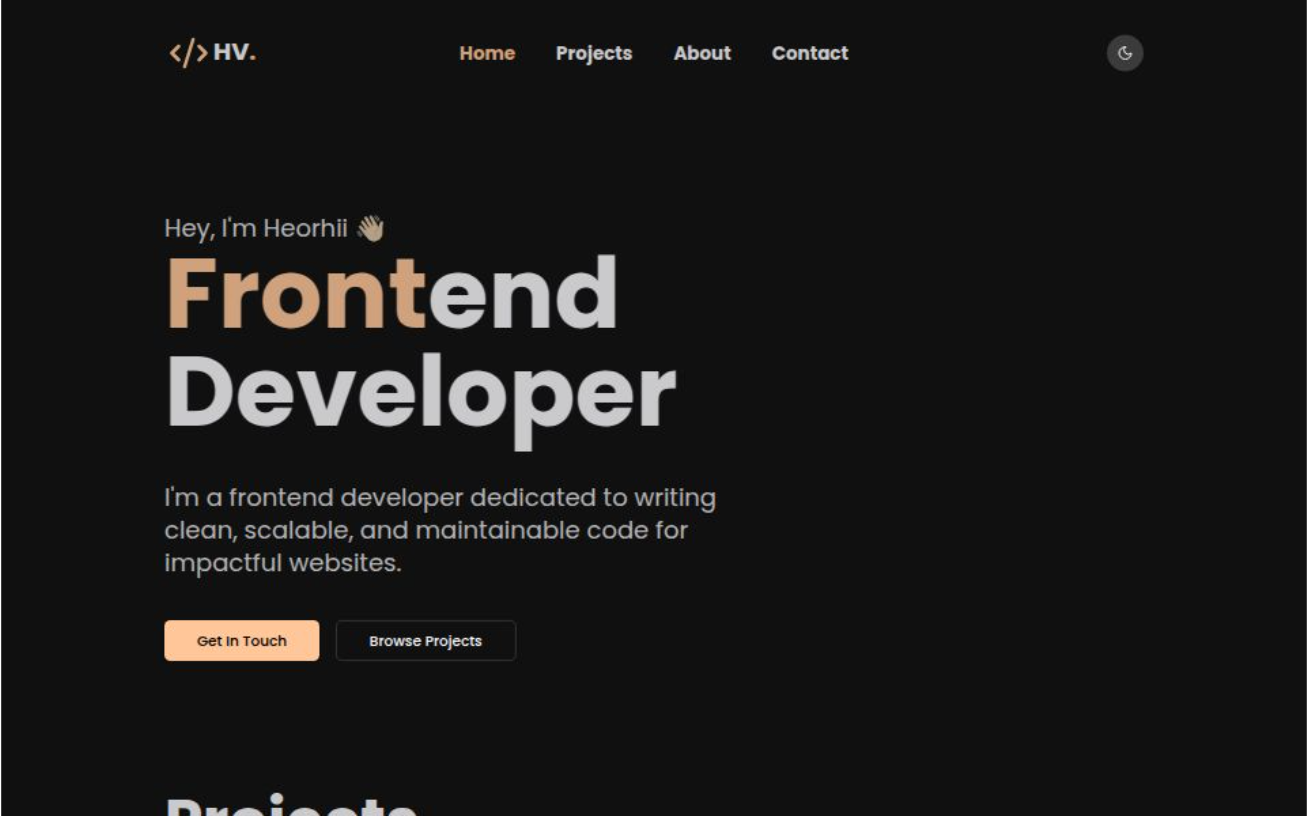 </> HV.
Home Projects About Contact
Hey, I'm Heorhii 👋
Frontend
Developer
I'm a frontend developer dedicated to writing
clean, scalable, and maintainable code for
impactful websites.
Get In Touch Browse Projects
Projects